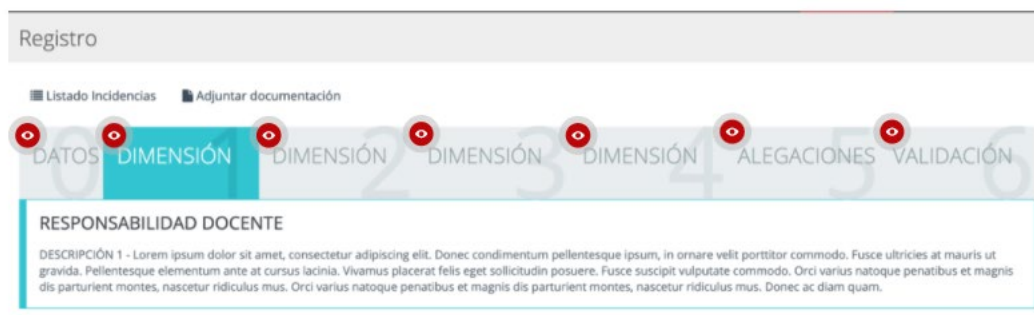 Registro
Listado Incidencias Adjuntar documentación
0 1 2 3 4 5 6
DATOS DIMENSIÓN DIMENSIÓN DIMENSIÓN DIMENSIÓN ALEGACIONES VALIDACIÓN
RESPONSABILIDAD DOCENTE
DESCRIPCIÓN 1 - Lorem ipsum dolor sit amet, consectetur adipiscing elit. Donec condimentum pellentesque ipsum, in ornare velit porttitor commodo. Fusce ultricies at mauris ut
gravida. Pellentesque elementum ante at cursus lacinia. Vivamus placerat felis eget sollicitudin posuere. Fusce suscipit vulputate commodo. Orci varius natoque penatibus et magnis
dis parturient montes, nascetur ridiculus mus. Orci varius natoque penatibus et magnis dis parturient montes, nascetur ridiculus mus. Donec ac diam quam.